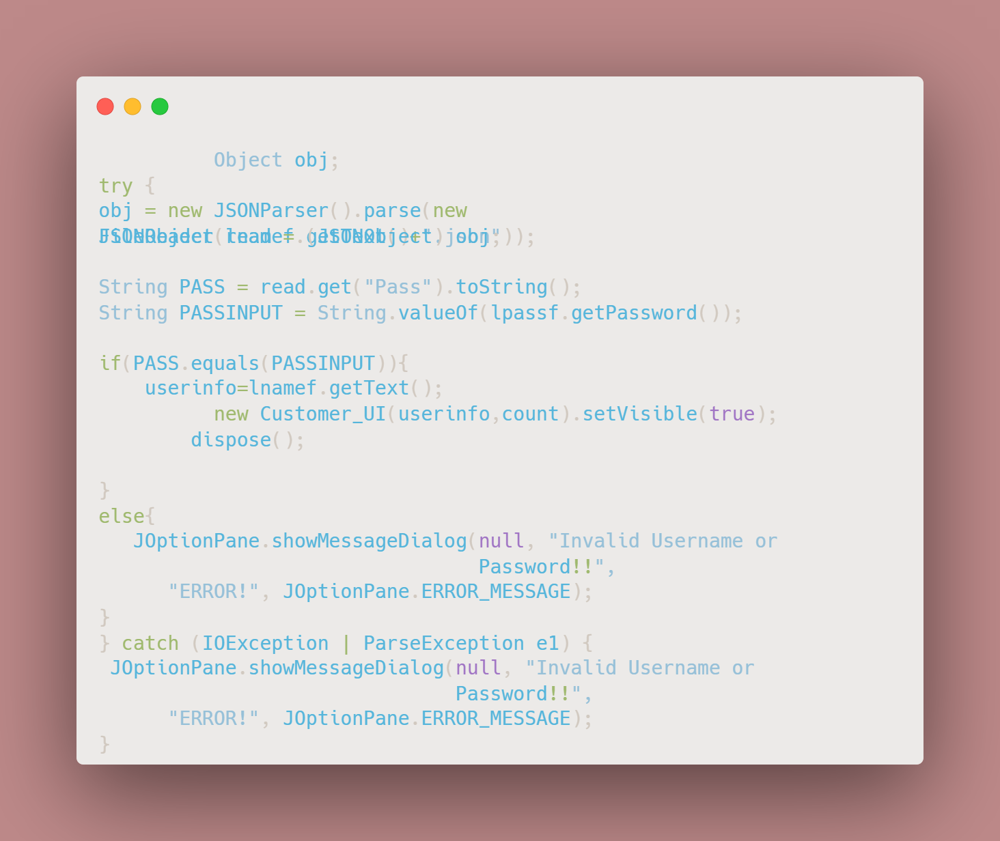 Object obj;
try {
obj = new JSONParser().parse(new
FileReader(lnamef.getText()+".json"));
JSONObject read = (JSONObject) obj;
String PASS = read.get("Pass").toString();
String PASSINPUT = String.valueOf(lpassf.getPassword());
if(PASS.equals(PASSINPUT)){
userinfo=lnamef.getText();
new Customer_UI(userinfo,count).setVisible(true);
dispose();
}
else{
JOptionPane.showMessageDialog(null, "Invalid Username or
Password!!",
"ERROR!", JOptionPane.ERROR_MESSAGE);
}
} catch (IOException | ParseException e1) {
JOptionPane.showMessageDialog(null, "Invalid Username or
Password!!",
"ERROR!", JOptionPane.ERROR_MESSAGE);
}